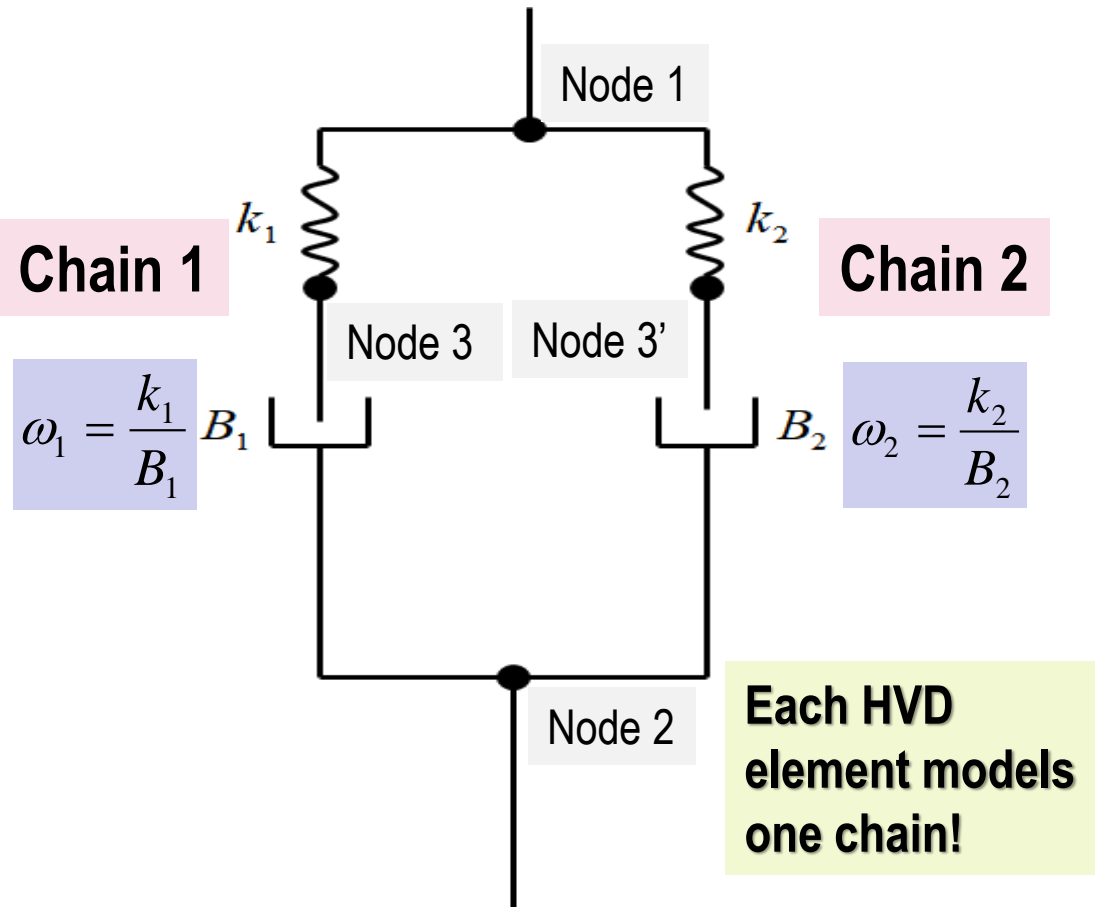 Node 1
k₁
k₂
Chain 1
Chain 2
Node 3
Node 3’
ω₁ = k₁/B₁
B₁
B₂
ω₂ = k₂/B₂
Node 2
Each HVD
element models
one chain!